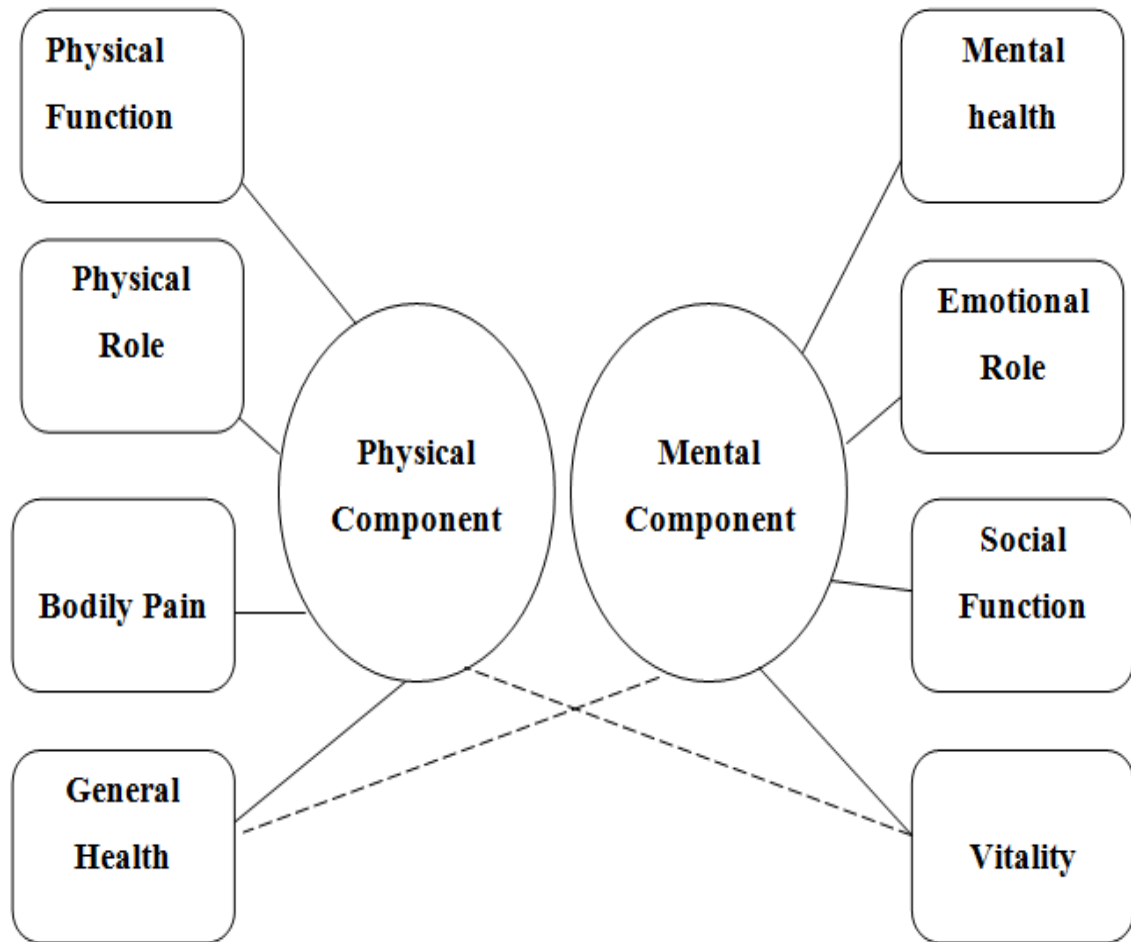 Physical
Function
Mental
health
Physical
Role
Emotional
Role
Physical
Component
Mental
Component
Bodily Pain
Social
Function
General
Health
Vitality